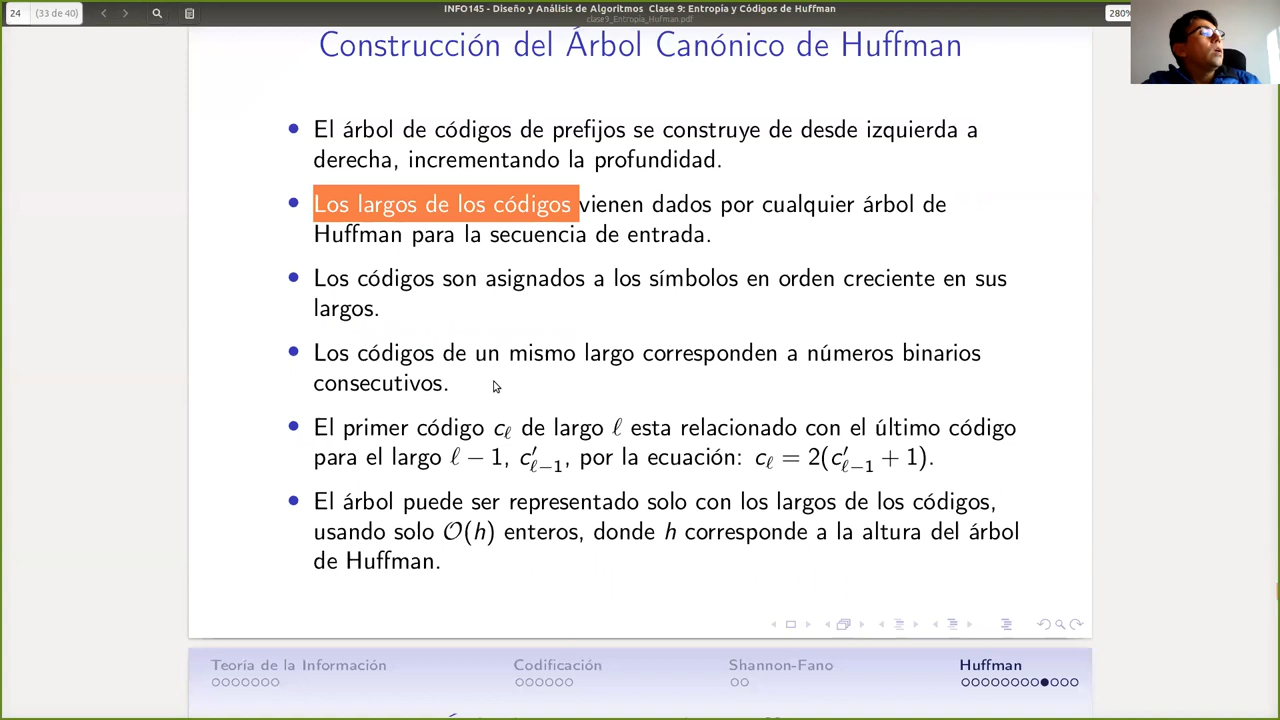 24 (33 de 40)
INFO145 - Diseño y Análisis de Algoritmos Clase 9: Entropía y Códigos de Huffman
clase9_Entropia_Hufman.pdf
280%
Construcción del Árbol Canónico de Huffman
• El árbol de códigos de prefijos se construye de desde izquierda a
derecha, incrementando la profundidad.
• Los largos de los códigos vienen dados por cualquier árbol de
Huffman para la secuencia de entrada.
• Los códigos son asignados a los símbolos en orden creciente en sus
largos.
• Los códigos de un mismo largo corresponden a números binarios
consecutivos.
• El primer código cℓ de largo ℓ esta relacionado con el último código
para el largo ℓ − 1, c′ℓ−1, por la ecuación: cℓ = 2(c′ℓ−1 + 1).
• El árbol puede ser representado solo con los largos de los códigos,
usando solo O(h) enteros, donde h corresponde a la altura del árbol
de Huffman.
Teoría de la Información Codificación Shannon-Fano Huffman